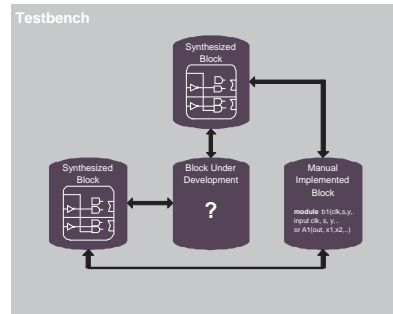 Testbench
Synthesized
Block
Synthesized
Block
Block Under
Development
?
Manual
Implemented
Block
module b1(clk,s,y,.
input clk, s, y,..
or A1(out, x1,x2,..)